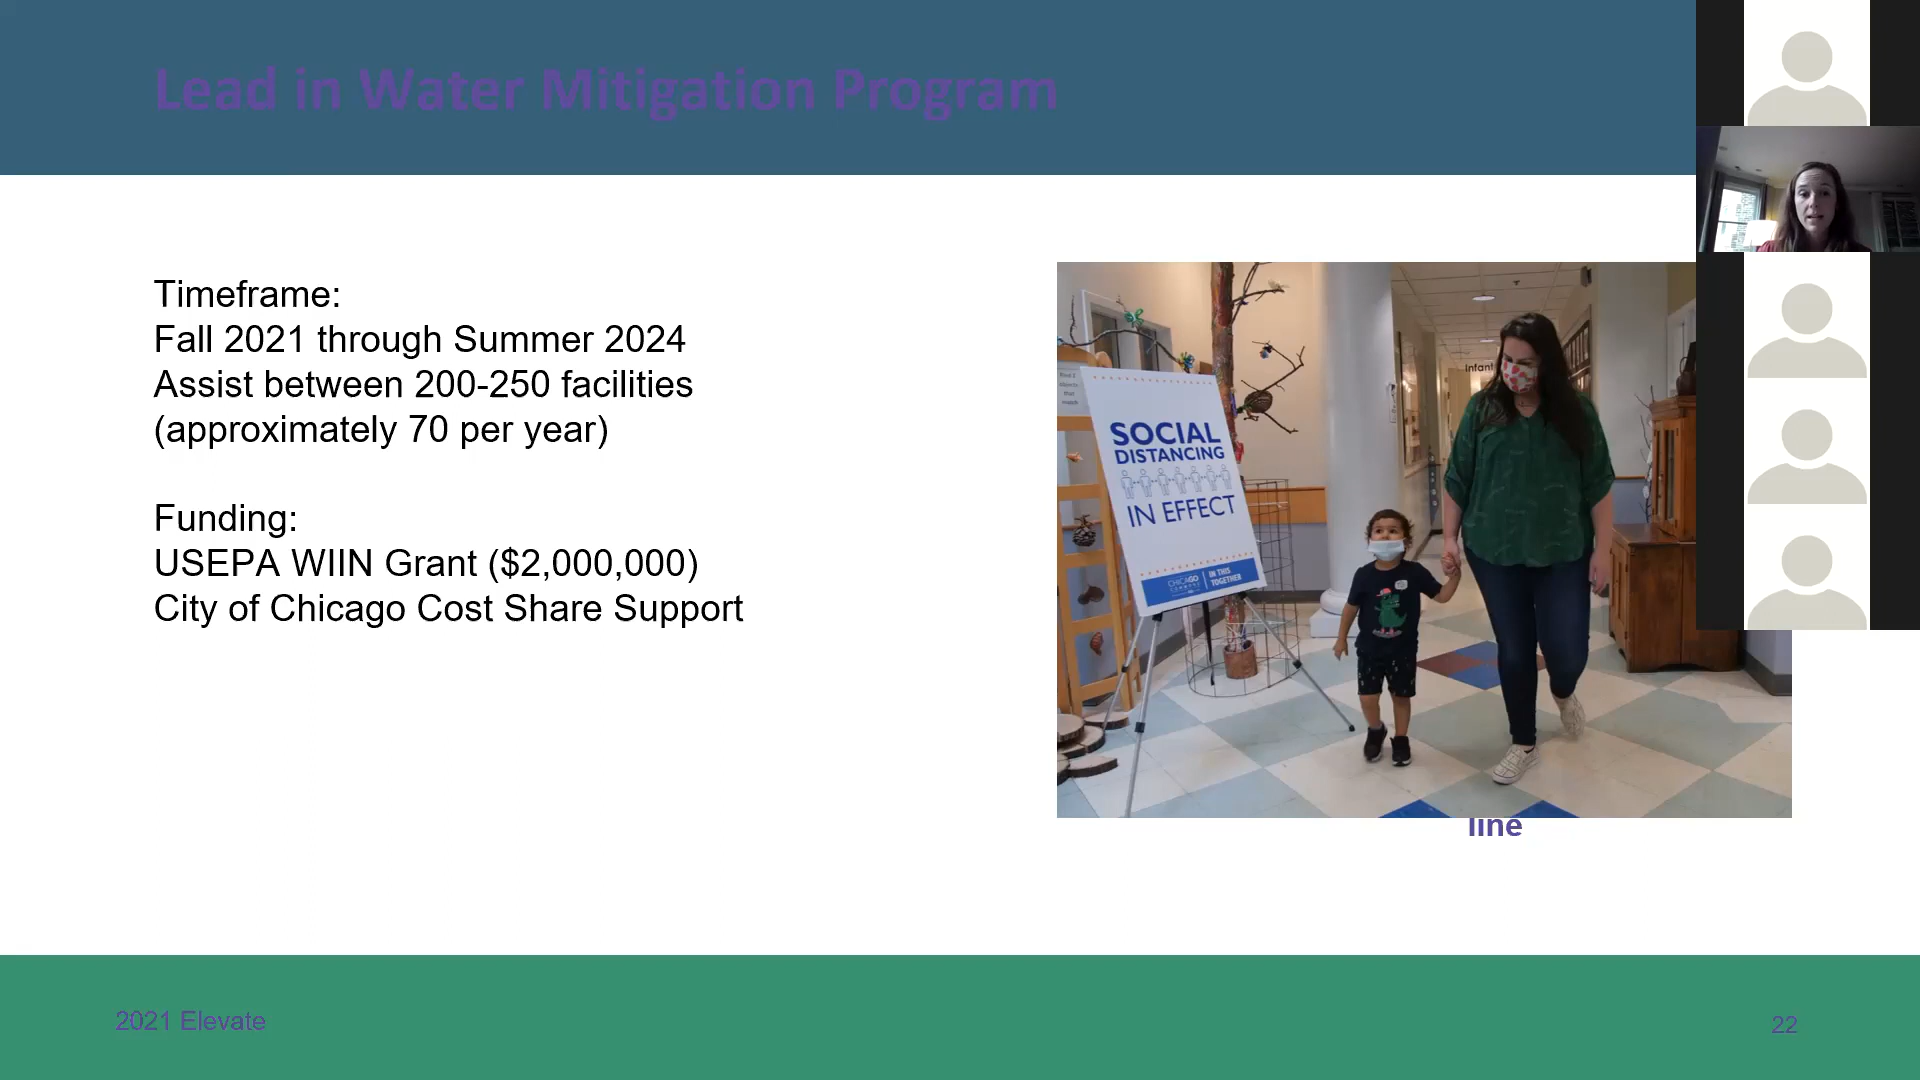 Lead in Water Mitigation Program
Timeframe:
Fall 2021 through Summer 2024
Assist between 200-250 facilities
(approximately 70 per year)
Funding:
USEPA WIIN Grant ($2,000,000)
City of Chicago Cost Share Support
Infant
SOCIAL
DISTANCING
IN EFFECT
CHICAGO
IN THIS
TOGETHER
line
2021 Elevate
22